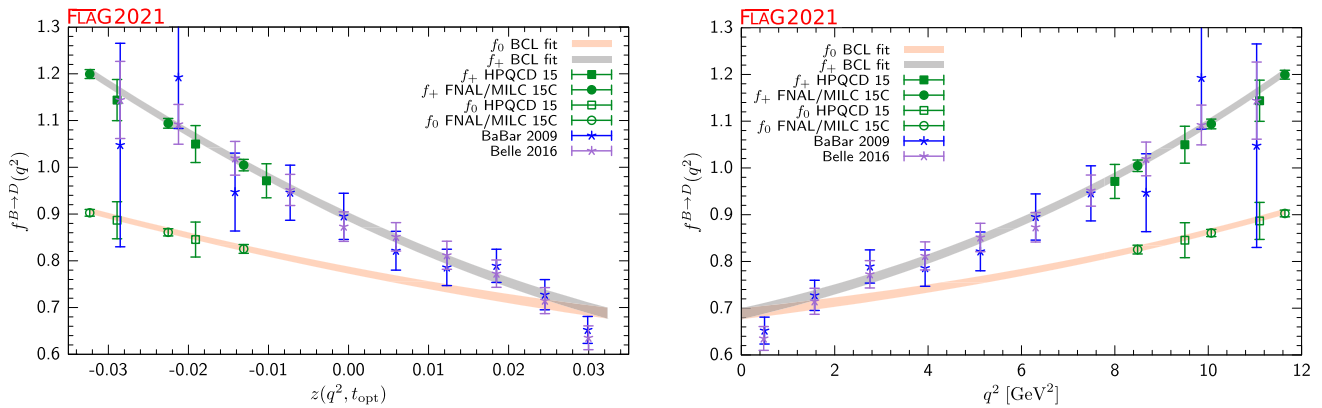 FLAG2021
1.3
1.2
1.1
1.0
0.9
0.8
0.7
0.6
f^{B→D}(q²)
f₀ BCL fit
f₊ BCL fit
f₊ HPQCD 15
f₊ FNAL/MILC 15C
f₀ HPQCD 15
f₀ FNAL/MILC 15C
BaBar 2009
Belle 2016
-0.03 -0.02 -0.01 0.00 0.01 0.02 0.03
z(q², t_opt)
FLAG2021
1.3
1.2
1.1
1.0
0.9
0.8
0.7
0.6
f^{B→D}(q²)
f₀ BCL fit
f₊ BCL fit
f₊ HPQCD 15
f₊ FNAL/MILC 15C
f₀ HPQCD 15
f₀ FNAL/MILC 15C
BaBar 2009
Belle 2016
0 2 4 6 8 10 12
q² [GeV²]